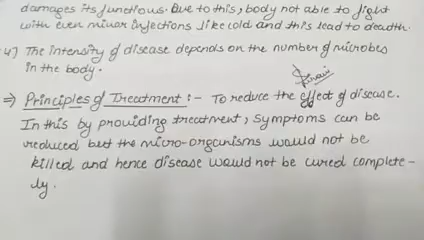 damages its functions. Due to this, body not able to fight
with even minor infections like cold and this lead to deadth.
4) The intensity of disease depends on the number of microbes
in the body.
⇒ Principles of Treatment :- To reduce the effect of disease.
In this by providing treatment, symptoms can be
reduced but the micro-organisms would not be
killed and hence disease would not be cured complete-
ly.